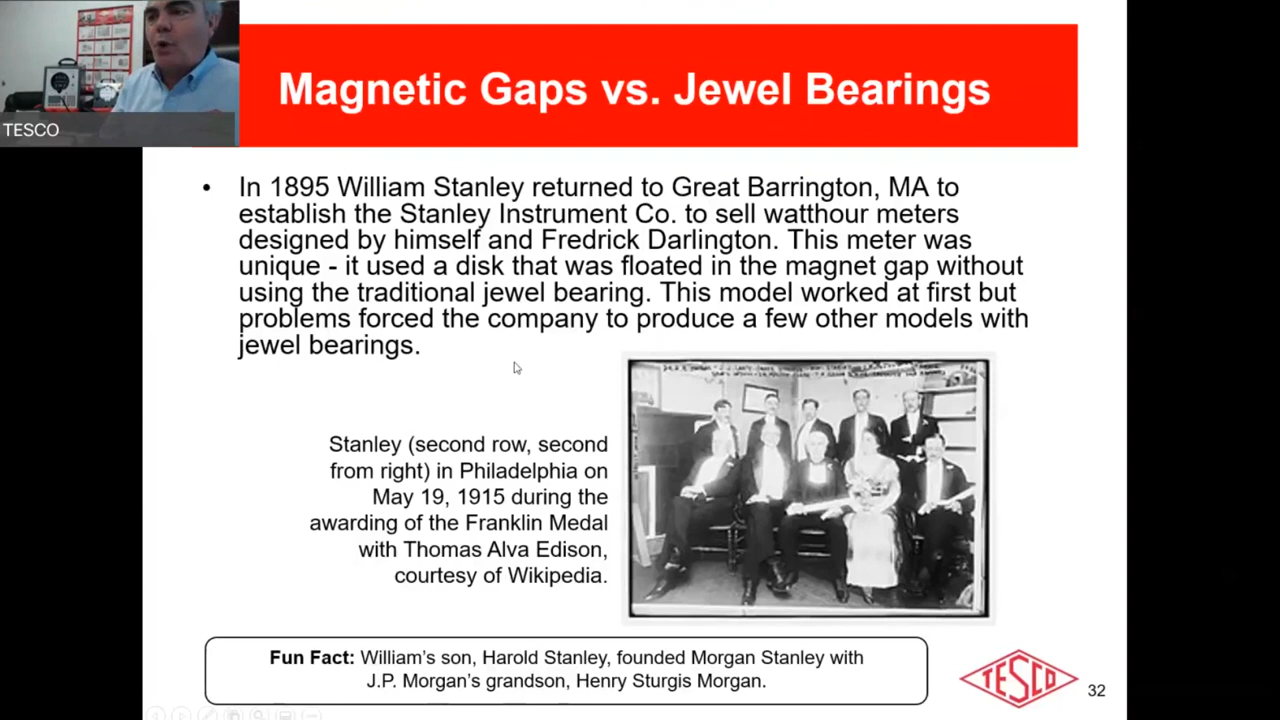 TESCO
Magnetic Gaps vs. Jewel Bearings
• In 1895 William Stanley returned to Great Barrington, MA to
establish the Stanley Instrument Co. to sell watthour meters
designed by himself and Fredrick Darlington. This meter was
unique - it used a disk that was floated in the magnet gap without
using the traditional jewel bearing. This model worked at first but
problems forced the company to produce a few other models with
jewel bearings.
Stanley (second row, second
from right) in Philadelphia on
May 19, 1915 during the
awarding of the Franklin Medal
with Thomas Alva Edison,
courtesy of Wikipedia.
Fun Fact: William's son, Harold Stanley, founded Morgan Stanley with
J.P. Morgan's grandson, Henry Sturgis Morgan.
TESCO
32